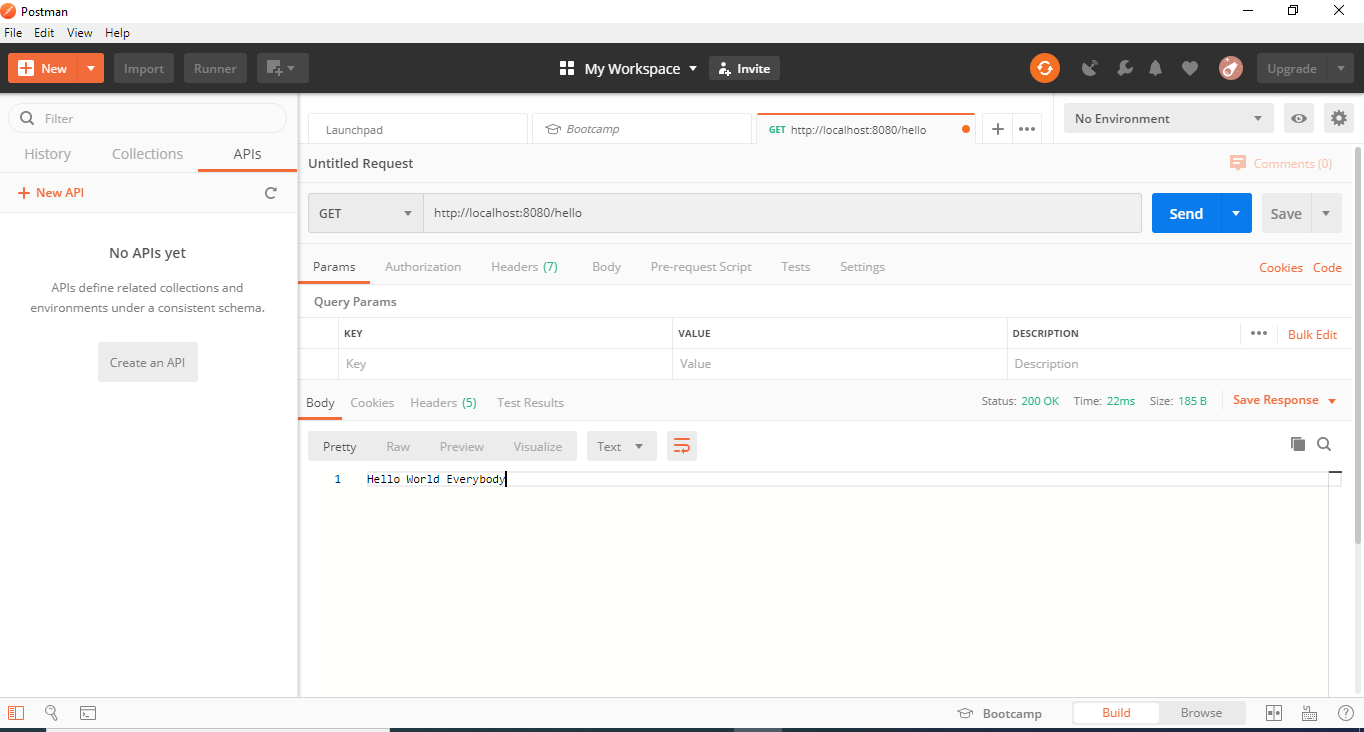 Postman
File Edit View Help
New Import Runner My Workspace Invite Upgrade
Filter
History Collections APIs
New API
No APIs yet
APIs define related collections and
environments under a consistent schema.
Create an API
Launchpad Bootcamp GET http://localhost:8080/hello No Environment
Untitled Request Comments (0)
GET http://localhost:8080/hello Send Save
Params Authorization Headers (7) Body Pre-request Script Tests Settings Cookies Code
Query Params
KEY VALUE DESCRIPTION Bulk Edit
Key Value Description
Body Cookies Headers (5) Test Results Status: 200 OK Time: 22ms Size: 185 B Save Response
Pretty Raw Preview Visualize Text
1 Hello World Everybody
Bootcamp Build Browse